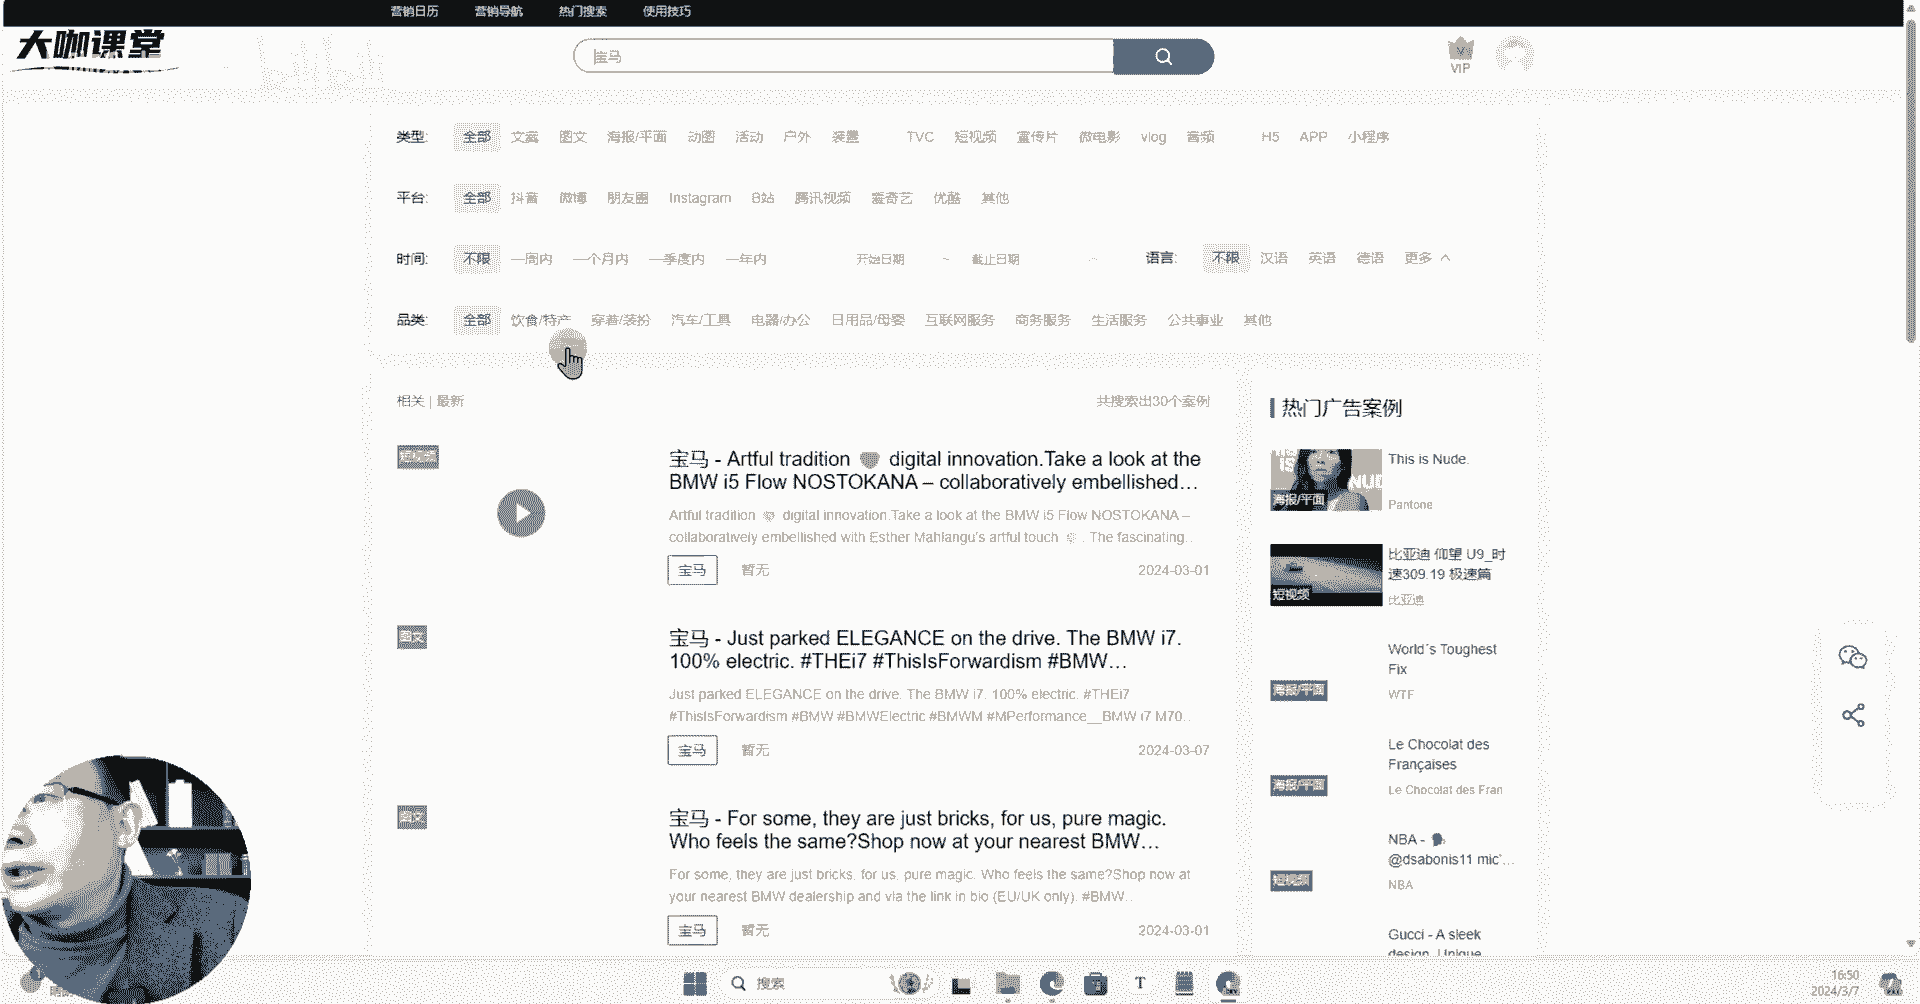 营销日历 营销导航 热门搜索 使用技巧
大咖课堂
宝马
VIP
类型: 全部 文案 图文 海报/平面 动图 活动 户外 装置 TVC 短视频 宣传片 微电影 vlog 音频 H5 APP 小程序
平台: 全部 抖音 微博 朋友圈 Instagram B站 腾讯视频 爱奇艺 优酷 其他
时间: 不限 一周内 一个月内 一季度内 一年内 开始日期 ~ 截止日期 语言: 不限 汉语 英语 德语 更多
品类: 全部 饮食/特产 穿着/装扮 汽车/工具 电器/办公 日用品/母婴 互联网服务 商务服务 生活服务 公共事业 其他
相关 | 最新 共搜索出30个案例
短视频
宝马 - Artful tradition digital innovation.Take a look at the
BMW i5 Flow NOSTOKANA – collaboratively embellished...
Artful tradition digital innovation.Take a look at the BMW i5 Flow NOSTOKANA –
collaboratively embellished with Esther Mahlangu's artful touch . The fascinating..
宝马 暂无 2024-03-01
图文
宝马 - Just parked ELEGANCE on the drive. The BMW i7.
100% electric. #THEi7 #ThisIsForwardism #BMW...
Just parked ELEGANCE on the drive. The BMW i7. 100% electric. #THEi7
#ThisIsForwardism #BMW #BMWElectric #BMWM #MPerformance__BMW i7 M70..
宝马 暂无 2024-03-07
图文
宝马 - For some, they are just bricks, for us, pure magic.
Who feels the same?Shop now at your nearest BMW...
For some, they are just bricks, for us, pure magic. Who feels the same?Shop now at
your nearest BMW dealership and via the link in bio (EU/UK only). #BMW..
宝马 暂无 2024-03-01
热门广告案例
This is Nude.
海报/平面
Pantone
比亚迪 仰望 U9_时
速309.19 极速篇
短视频
比亚迪
World´s Toughest
Fix
海报/平面
WTF
Le Chocolat des
Françaises
海报/平面
Le Chocolat des Fran
NBA -
@dsabonis11 mic'...
短视频
NBA
Gucci - A sleek
design. Unique
搜索
16:50
2024/3/7